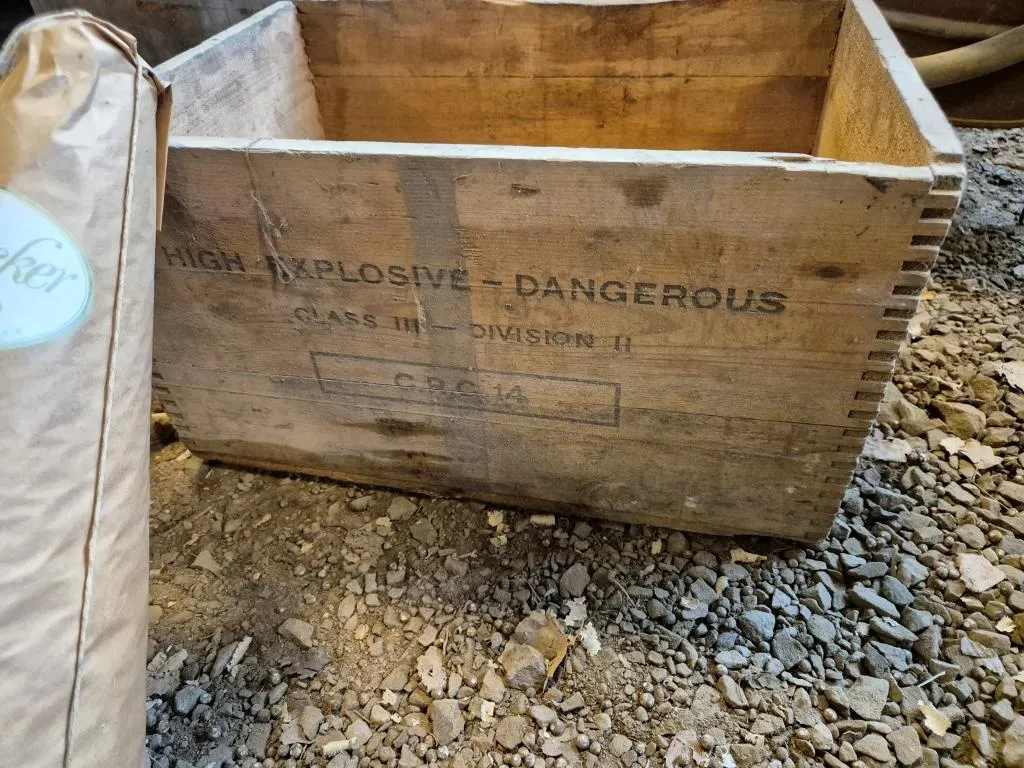 HIGH EXPLOSIVE – DANGEROUS
CLASS III – DIVISION II
C.P.C. 14